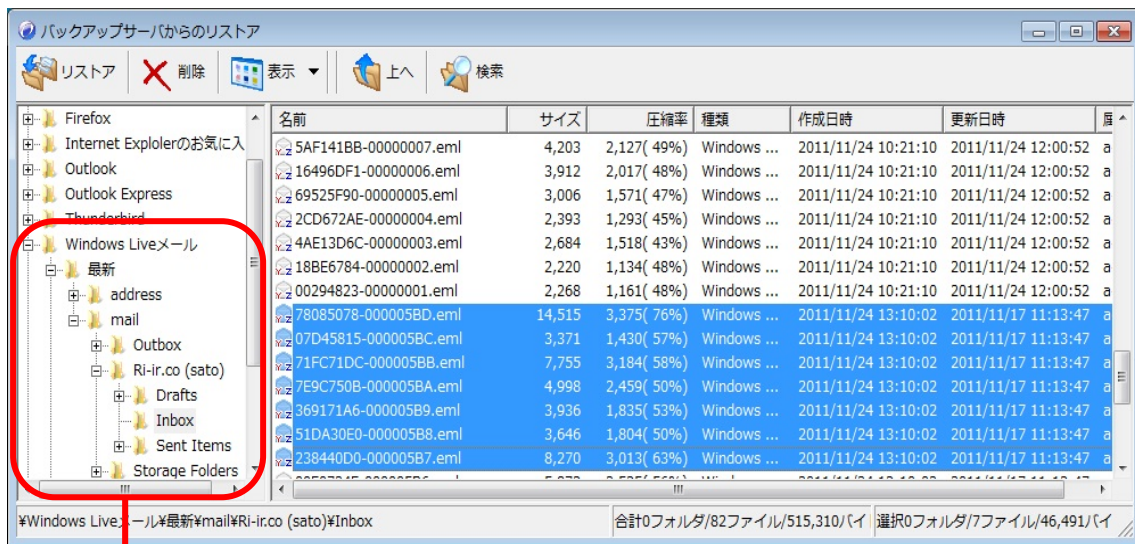 バックアップサーバからのリストア
リストア 削除 表示 上へ 検索
Firefox
Internet Explolerのお気に入
Outlook
Outlook Express
Thunderbird
Windows Liveメール
最新
address
mail
Outbox
Ri-ir.co (sato)
Drafts
Inbox
Sent Items
Storage Folders
名前 サイズ 圧縮率 種類 作成日時 更新日時
5AF141BB-00000007.eml 4,203 2,127( 49%) Windows ... 2011/11/24 10:21:10 2011/11/24 12:00:52 a
16496DF1-00000006.eml 3,912 2,017( 48%) Windows ... 2011/11/24 10:21:10 2011/11/24 12:00:52 a
69525F90-00000005.eml 3,006 1,571( 47%) Windows ... 2011/11/24 10:21:10 2011/11/24 12:00:52 a
2CD672AE-00000004.eml 2,393 1,293( 45%) Windows ... 2011/11/24 10:21:10 2011/11/24 12:00:52 a
4AE13D6C-00000003.eml 2,684 1,518( 43%) Windows ... 2011/11/24 10:21:10 2011/11/24 12:00:52 a
18BE6784-00000002.eml 2,220 1,134( 48%) Windows ... 2011/11/24 10:21:10 2011/11/24 12:00:52 a
00294823-00000001.eml 2,268 1,161( 48%) Windows ... 2011/11/24 10:21:10 2011/11/24 12:00:52 a
78085078-000005BD.eml 14,515 3,375( 76%) Windows ... 2011/11/24 13:10:02 2011/11/17 11:13:47 a
07D45815-000005BC.eml 3,371 1,430( 57%) Windows ... 2011/11/24 13:10:02 2011/11/17 11:13:47 a
71FC71DC-000005BB.eml 7,755 3,184( 58%) Windows ... 2011/11/24 13:10:02 2011/11/17 11:13:47 a
7E9C750B-000005BA.eml 4,998 2,459( 50%) Windows ... 2011/11/24 13:10:02 2011/11/17 11:13:47 a
369171A6-000005B9.eml 3,936 1,835( 53%) Windows ... 2011/11/24 13:10:02 2011/11/17 11:13:47 a
51DA30E0-000005B8.eml 3,646 1,804( 50%) Windows ... 2011/11/24 13:10:02 2011/11/17 11:13:47 a
238440D0-000005B7.eml 8,270 3,013( 63%) Windows ... 2011/11/24 13:10:02 2011/11/17 11:13:47 a
¥Windows Liveメール¥最新¥mail¥Ri-ir.co (sato)¥Inbox 合計0フォルダ/82ファイル/515,310バイ 選択0フォルダ/7ファイル/46,491バイ